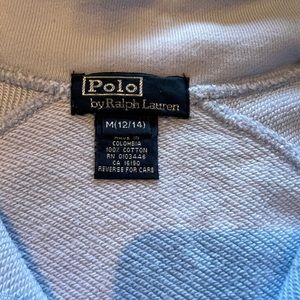 Polo
by Ralph Lauren
M(12/14)
MADE IN
COLOMBIA
100% COTTON
RN 0103446
CA 16190
REVERSE FOR CARE